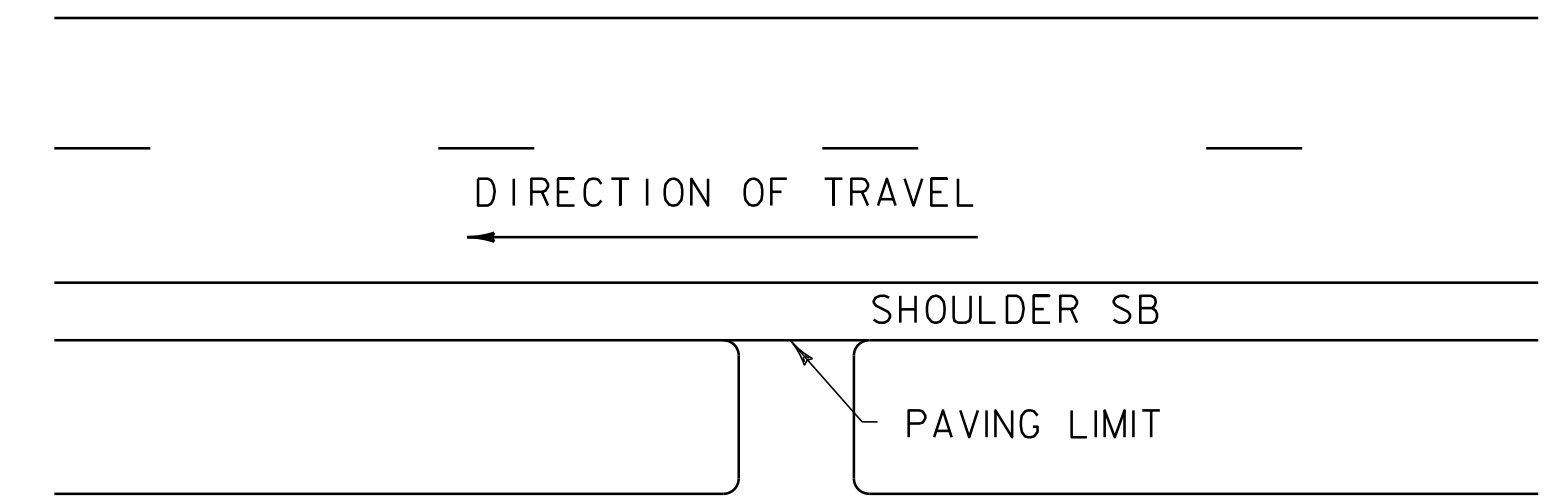 DIRECTION OF TRAVEL
SHOULDER SB
PAVING LIMIT